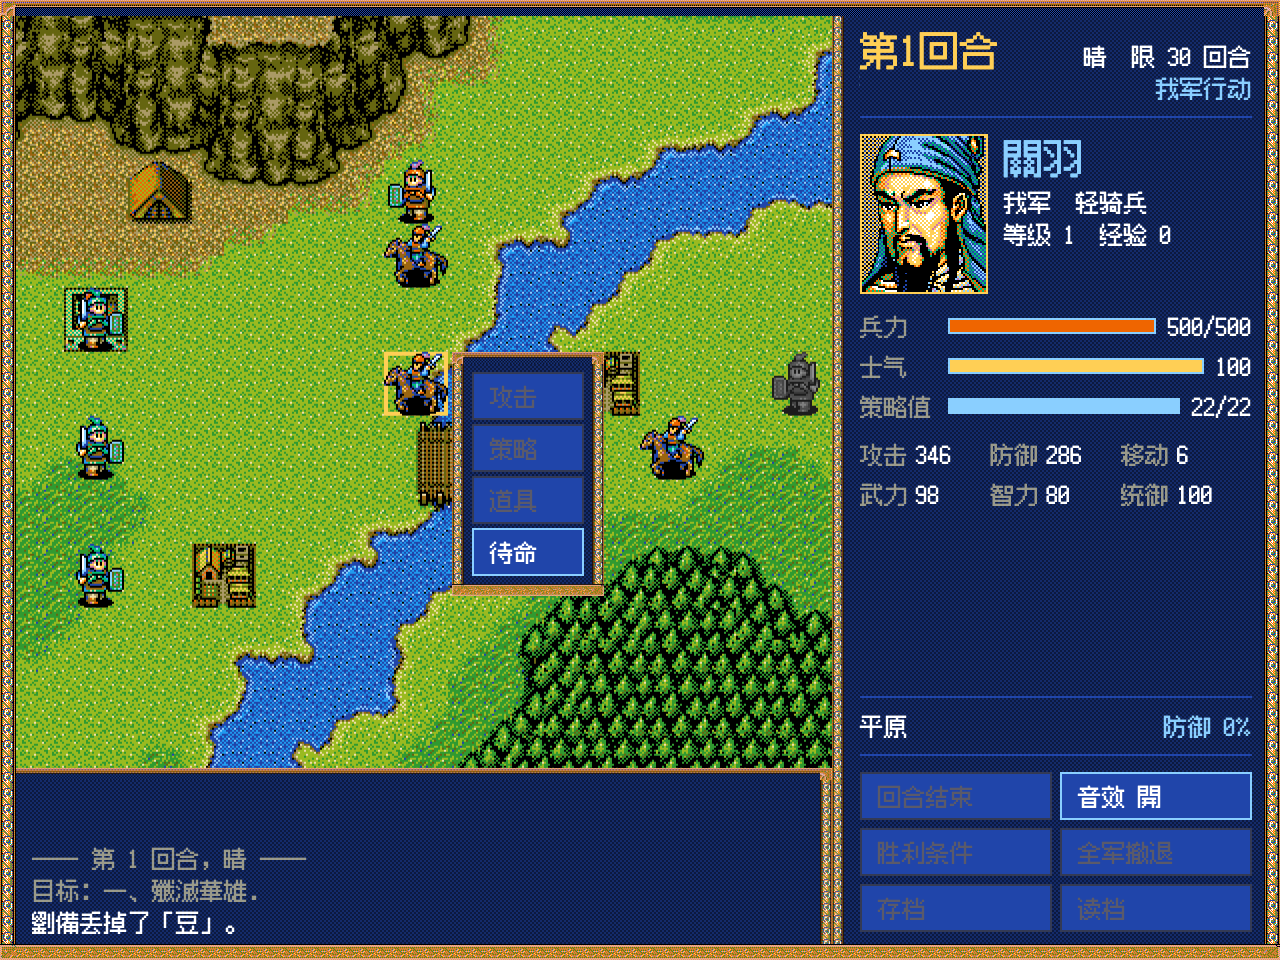 第1回合
晴 限 30 回合
我军行动
關羽
我军 轻骑兵
等级 1 经验 0
兵力 500/500
士气 100
策略值 22/22
攻击 346 防御 286 移动 6
武力 98 智力 80 统御 100
攻击
策略
道具
待命
平原 防御 0%
回合结束 音效 開
胜利条件 全军撤退
存档 读档
—— 第 1 回合，晴 ——
目标：一、殲滅華雄.
劉備丢掉了「豆」。